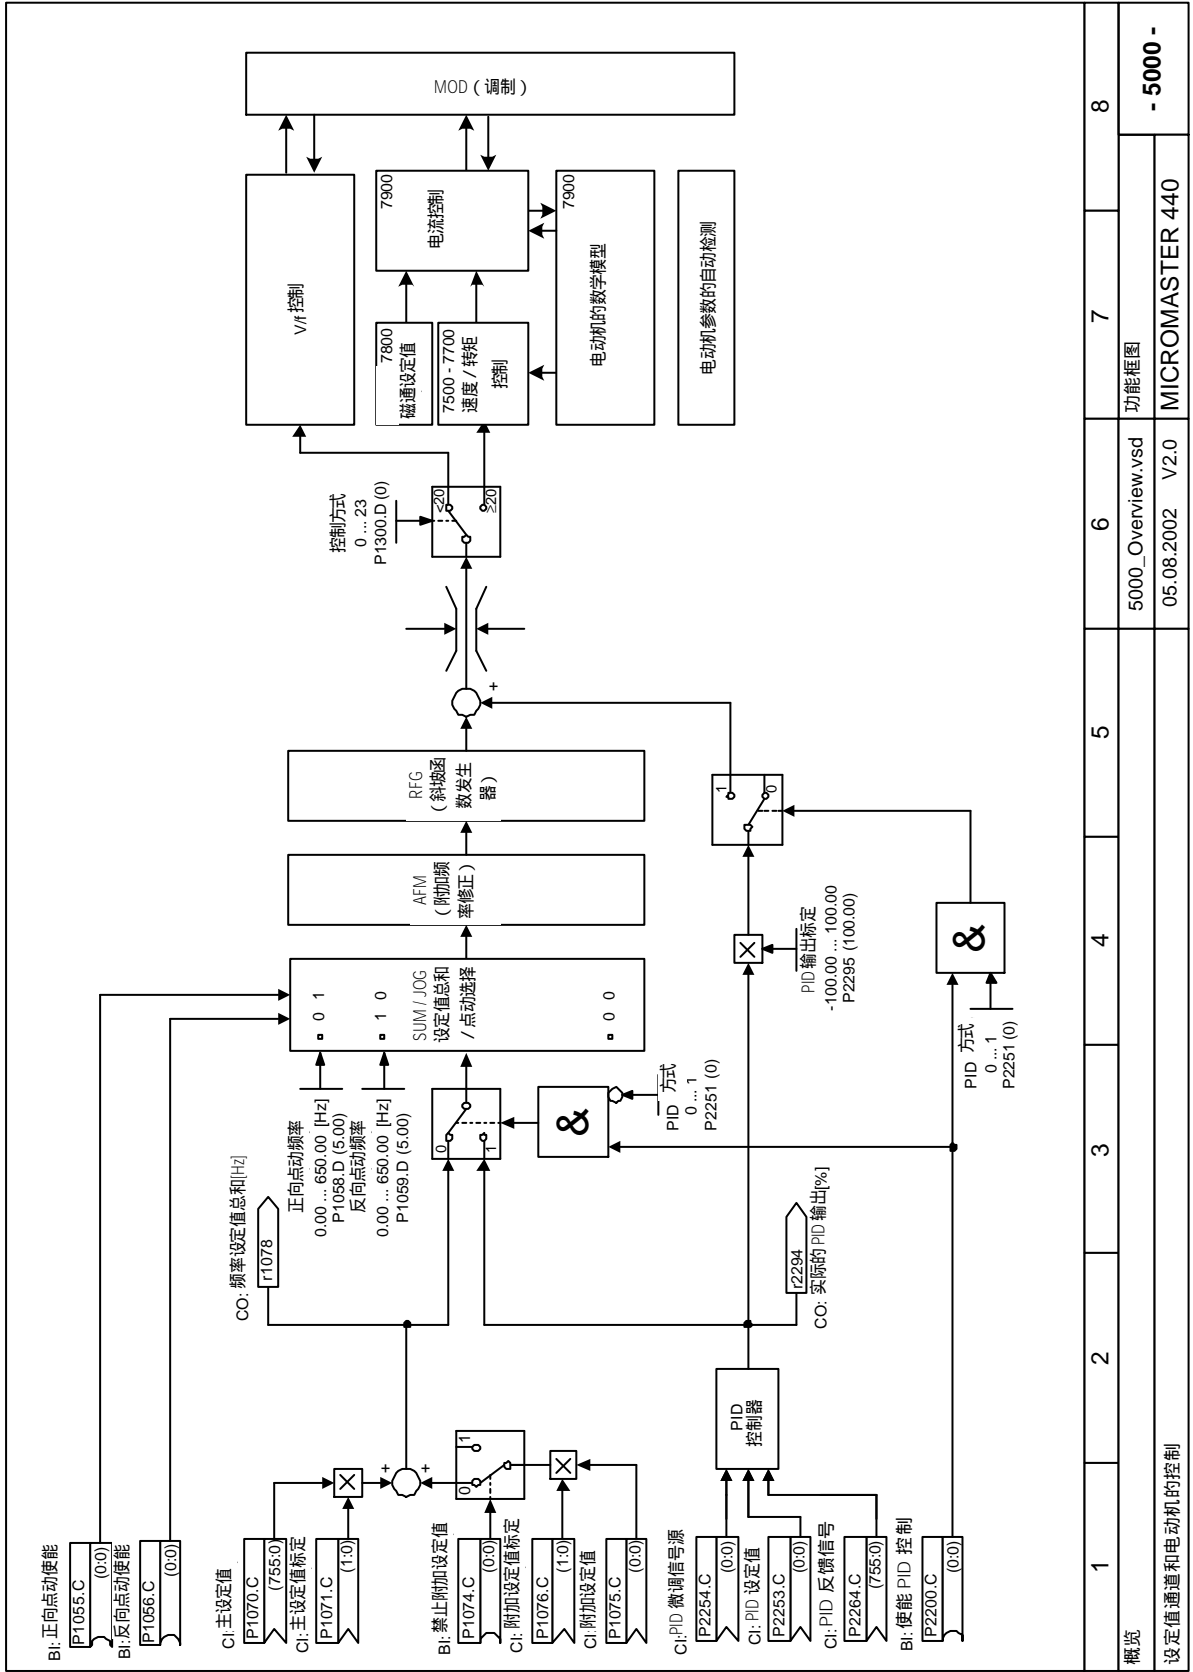 BI: 正向点动使能
P1055.C
(0:0)
BI:反向点动使能
P1056.C
(0:0)
CI:主设定值
P1070.C
(755:0)
CI:主设定值标定
P1071.C
(1:0)
BI: 禁止附加设定值
P1074.C
(0:0)
CI: 附加设定值标定
P1076.C
(1:0)
CI:附加设定值
P1075.C
(0:0)
CI:PID 微调信号源
P2254.C
(0:0)
CI: PID 设定值
P2253.C
(0:0)
CI:PID 反馈信号
P2264.C
(755:0)
BI: 使能 PID 控制
P2200.C
(0:0)
+
+
0
1
PID
控制器
CO: 频率设定值总和[Hz]
r1078
r2294
CO: 实际的 PID 输出[%]
正向点动频率
0.00 ... 650.00 [Hz]
P1058.D (5.00)
反向点动频率
0.00 ... 650.00 [Hz]
P1059.D (5.00)
0
1
&
PID 方式
0 ... 1
P2251 (0)
0 1
1 0
SUM / JOG
设定值总和
/ 点动选择
0 0
AFM
（附加频
率修正）
RFG
（斜坡函
数发生
器）
PID 输出标定
-100.00 ... 100.00
P2295 (100.00)
&
PID 方式
0 ... 1
P2251 (0)
1
0
+
控制方式
0 ... 23
P1300.D (0)
<20
≥20
V/f 控制
7800
磁通设定值
7500 - 7700
速度 / 转矩
控制
7900
电流控制
7900
电动机的数学模型
电动机参数的自动检测
MOD（调制）
1
2
3
4
5
6
7
8
概览
5000_Overview.vsd
功能框图
- 5000 -
设定值通道和电动机的控制
05.08.2002 V2.0
MICROMASTER 440